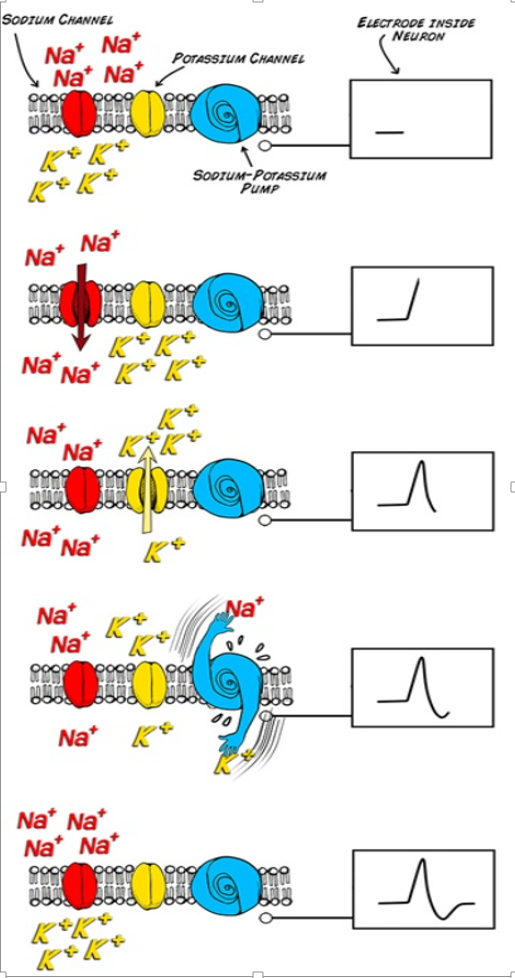 Sodium Channel
Electrode inside
Neuron
Na⁺ Na⁺
Na⁺ Na⁺
Potassium Channel
K⁺ K⁺
K⁺ K⁺
Sodium-Potassium
Pump
Na⁺ Na⁺
K⁺ K⁺
Na⁺ Na⁺ K⁺ K⁺
K⁺
Na⁺ Na⁺ K⁺ K⁺
Na⁺ Na⁺ K⁺
Na⁺
Na⁺ K⁺
Na⁺ K⁺
Na⁺ K⁺
K⁺
Na⁺ Na⁺
Na⁺ Na⁺
K⁺ K⁺
K⁺ K⁺